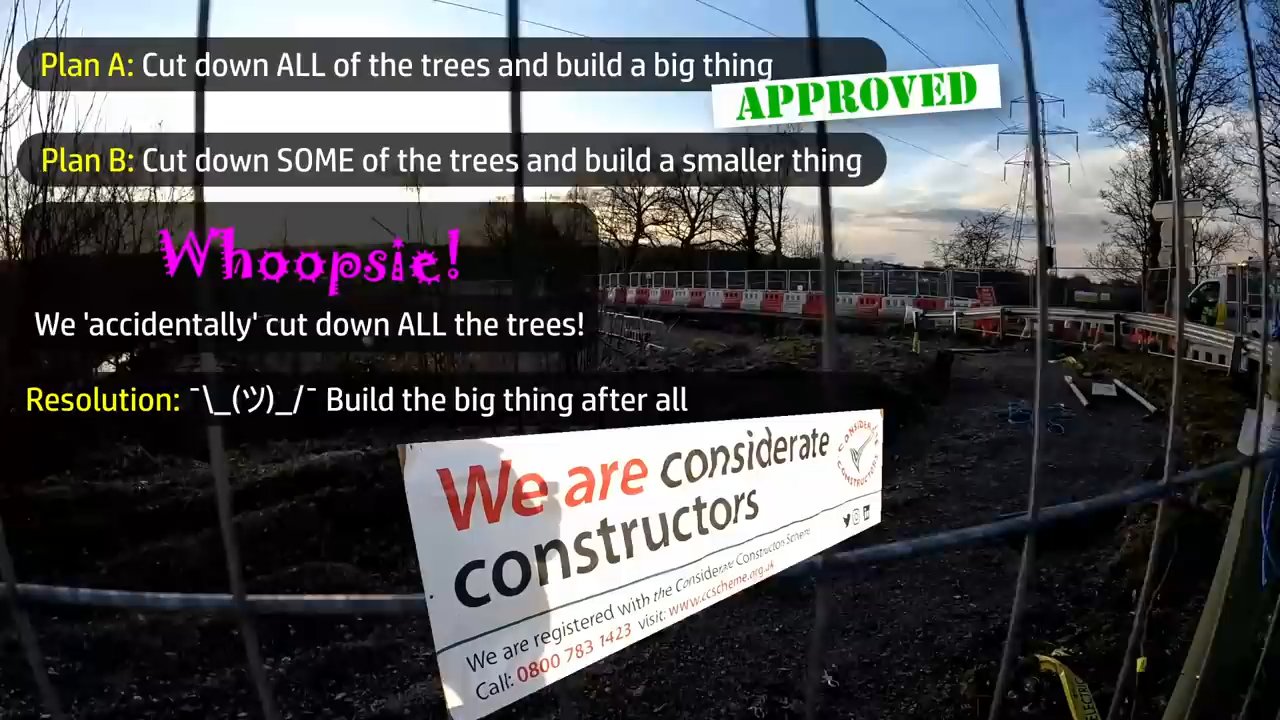 Plan A: Cut down ALL of the trees and build a big thing
APPROVED
Plan B: Cut down SOME of the trees and build a smaller thing
Whoopsie!
We 'accidentally' cut down ALL the trees!
Resolution: ¯\_(ツ)_/¯ Build the big thing after all
We are considerate
constructors
CONSIDERATE CONSTRUCTORS
We are registered with the Considerate Constructors Scheme
Call: 0800 783 1423 visit: www.ccscheme.org.uk
ELECTRIC